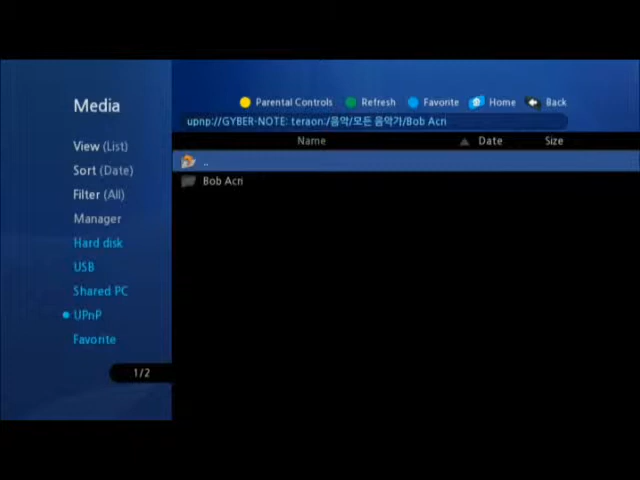 Media
Parental Controls Refresh Favorite Home Back
upnp://GYBER-NOTE: teraon:/음악/모든 음악가/Bob Acri
Name Date Size
..
Bob Acri
View (List)
Sort (Date)
Filter (All)
Manager
Hard disk
USB
Shared PC
UPnP
Favorite
1/2